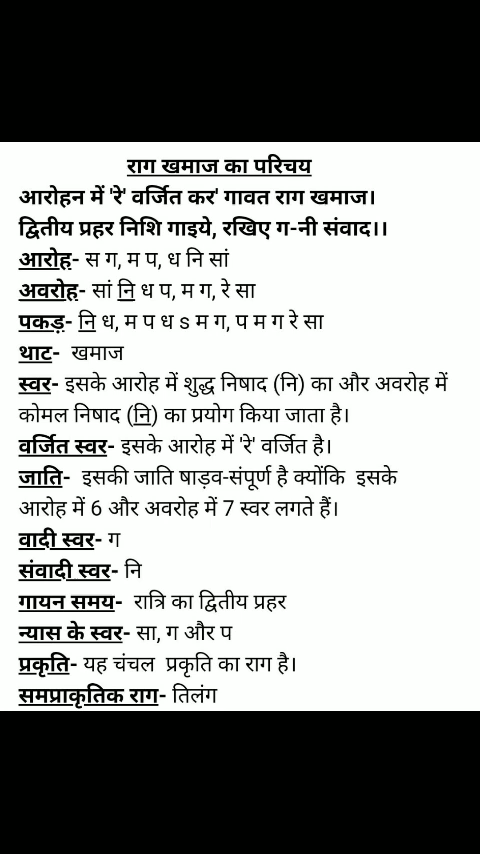 राग खमाज का परिचय
आरोहन में 'रे' वर्जित कर' गावत राग खमाज।
द्वितीय प्रहर निशि गाइये, रखिए ग-नी संवाद।।
आरोह- स ग, म प, ध नि सां
अवरोह- सां नि॒ ध प, म ग, रे सा
पकड़- नि॒ ध, म प ध s म ग, प म ग रे सा
थाट- खमाज
स्वर- इसके आरोह में शुद्ध निषाद (नि) का और अवरोह में
कोमल निषाद (नि॒) का प्रयोग किया जाता है।
वर्जित स्वर- इसके आरोह में 'रे' वर्जित है।
जाति- इसकी जाति षाड़व-संपूर्ण है क्योंकि इसके
आरोह में 6 और अवरोह में 7 स्वर लगते हैं।
वादी स्वर- ग
संवादी स्वर- नि
गायन समय- रात्रि का द्वितीय प्रहर
न्यास के स्वर- सा, ग और प
प्रकृति- यह चंचल प्रकृति का राग है।
समप्राकृतिक राग- तिलंग